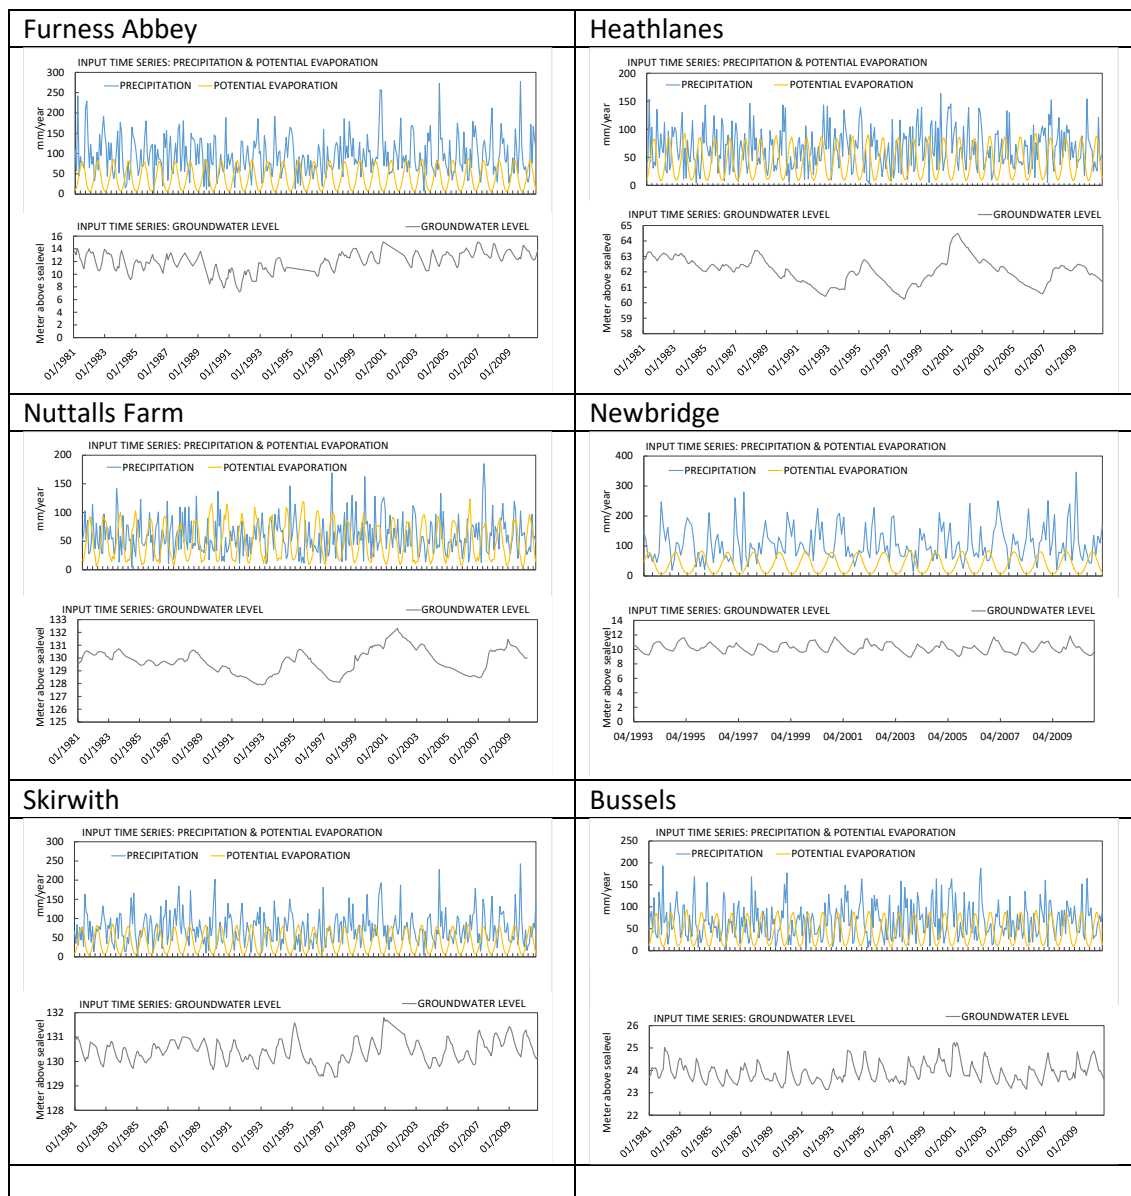 Furness Abbey
INPUT TIME SERIES: PRECIPITATION & POTENTIAL EVAPORATION
PRECIPITATION POTENTIAL EVAPORATION
mm/year
300
250
200
150
100
50
0
INPUT TIME SERIES: GROUNDWATER LEVEL GROUNDWATER LEVEL
Meter above sealevel
16
14
12
10
8
6
4
2
0
01/1981 01/1983 01/1985 01/1987 01/1989 01/1991 01/1993 01/1995 01/1997 01/1999 01/2001 01/2003 01/2005 01/2007 01/2009
Heathlanes
INPUT TIME SERIES: PRECIPITATION & POTENTIAL EVAPORATION
PRECIPITATION POTENTIAL EVAPORATION
mm/year
200
150
100
50
0
INPUT TIME SERIES: GROUNDWATER LEVEL GROUNDWATER LEVEL
Meter above sealevel
65
64
63
62
61
60
59
58
01/1981 01/1983 01/1985 01/1987 01/1989 01/1991 01/1993 01/1995 01/1997 01/1999 01/2001 01/2003 01/2005 01/2007 01/2009
Nuttalls Farm
INPUT TIME SERIES: PRECIPITATION & POTENTIAL EVAPORATION
PRECIPITATION POTENTIAL EVAPORATION
mm/year
200
150
100
50
0
INPUT TIME SERIES: GROUNDWATER LEVEL GROUNDWATER LEVEL
Meter above sealevel
133
132
131
130
129
128
127
126
125
01/1981 01/1983 01/1985 01/1987 01/1989 01/1991 01/1993 01/1995 01/1997 01/1999 01/2001 01/2003 01/2005 01/2007 01/2009
Newbridge
INPUT TIME SERIES: PRECIPITATION & POTENTIAL EVAPORATION
PRECIPITATION POTENTIAL EVAPORATION
mm/year
400
300
200
100
0
INPUT TIME SERIES: GROUNDWATER LEVEL GROUNDWATER LEVEL
Meter above sealevel
14
12
10
8
6
4
2
0
04/1993 04/1995 04/1997 04/1999 04/2001 04/2003 04/2005 04/2007 04/2009
Skirwith
INPUT TIME SERIES: PRECIPITATION & POTENTIAL EVAPORATION
PRECIPITATION POTENTIAL EVAPORATION
mm/year
300
250
200
150
100
50
0
INPUT TIME SERIES: GROUNDWATER LEVEL GROUNDWATER LEVEL
Meter above sealevel
132
131
130
129
128
01/1981 01/1983 01/1985 01/1987 01/1989 01/1991 01/1993 01/1995 01/1997 01/1999 01/2001 01/2003 01/2005 01/2007 01/2009
Bussels
INPUT TIME SERIES: PRECIPITATION & POTENTIAL EVAPORATION
PRECIPITATION POTENTIAL EVAPORATION
mm/year
250
200
150
100
50
0
INPUT TIME SERIES: GROUNDWATER LEVEL GROUNDWATER LEVEL
Meter above sealevel
26
25
24
23
22
01/1981 01/1983 01/1985 01/1987 01/1989 01/1991 01/1993 01/1995 01/1997 01/1999 01/2001 01/2003 01/2005 01/2007 01/2009